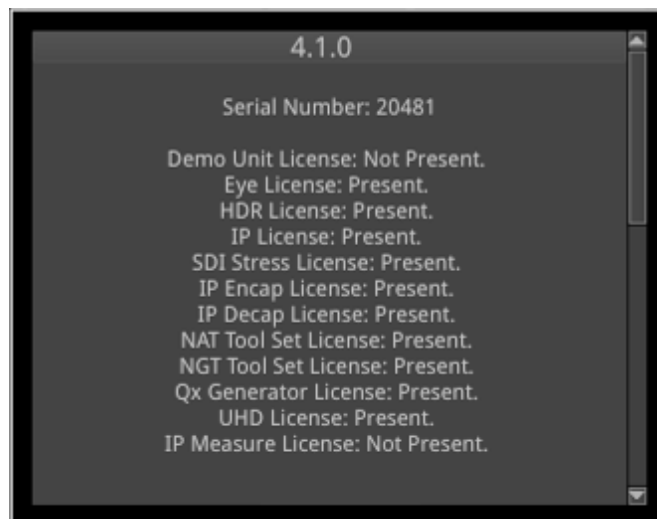 4.1.0
Serial Number: 20481
Demo Unit License: Not Present.
Eye License: Present.
HDR License: Present.
IP License: Present.
SDI Stress License: Present.
IP Encap License: Present.
IP Decap License: Present.
NAT Tool Set License: Present.
NGT Tool Set License: Present.
Qx Generator License: Present.
UHD License: Present.
IP Measure License: Not Present.